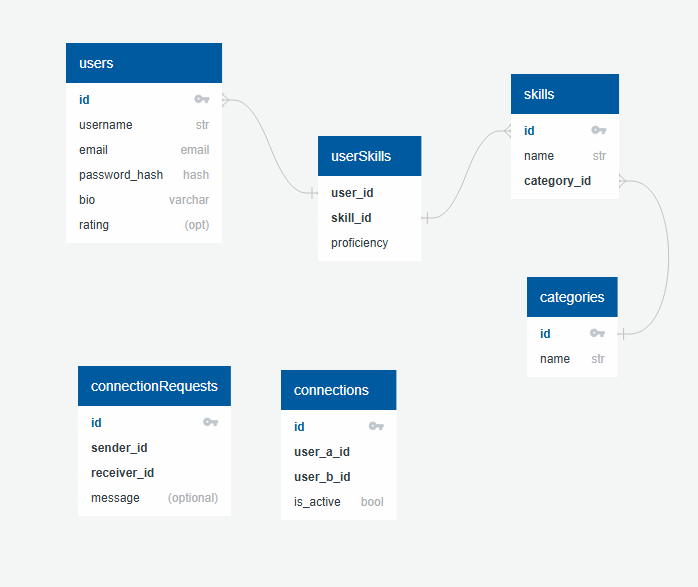 users
id
username str
email email
password_hash hash
bio varchar
rating (opt)
userSkills
user_id
skill_id
proficiency
skills
id
name str
category_id
categories
id
name str
connectionRequests
id
sender_id
receiver_id
message (optional)
connections
id
user_a_id
user_b_id
is_active bool